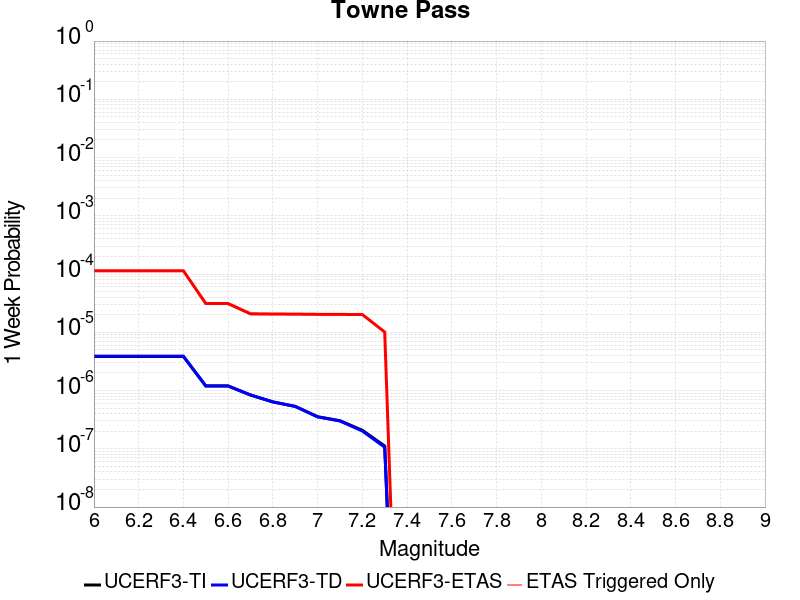 Towne Pass
10^0
10^-1
10^-2
10^-3
10^-4
10^-5
10^-6
10^-7
10^-8
1 Week Probability
6 6.2 6.4 6.6 6.8 7 7.2 7.4 7.6 7.8 8 8.2 8.4 8.6 8.8 9
Magnitude
UCERF3-TI UCERF3-TD UCERF3-ETAS ETAS Triggered Only